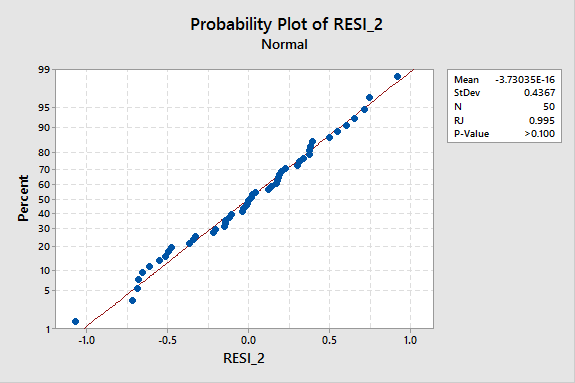 Probability Plot of RESI_2
Normal
Mean -3.73035E-16
StDev 0.4367
N 50
RJ 0.995
P-Value >0.100
99
95
90
80
70
60
50
40
30
20
10
5
1
Percent
-1.0 -0.5 0.0 0.5 1.0
RESI_2